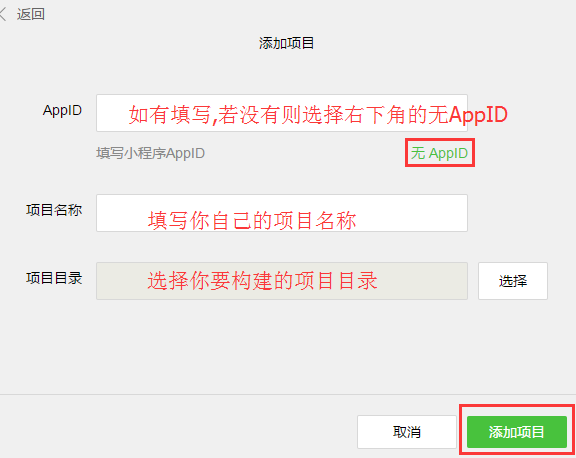 返回
添加项目
AppID
如有填写,若没有则选择右下角的无AppID
填写小程序AppID 无 AppID
项目名称
填写你自己的项目名称
项目目录
选择你要构建的项目目录
选择
取消 添加项目